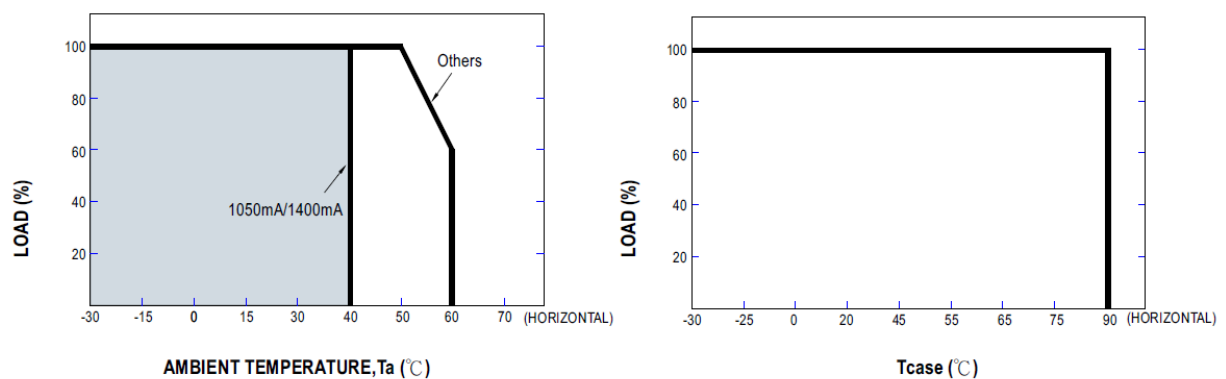 100
80
60
40
20
LOAD (%)
Others
1050mA/1400mA
-30 -15 0 15 30 40 50 60 70 (HORIZONTAL)
AMBIENT TEMPERATURE,Ta (℃)
100
80
60
40
20
LOAD (%)
-30 -25 0 20 45 55 65 75 90 (HORIZONTAL)
Tcase (℃)